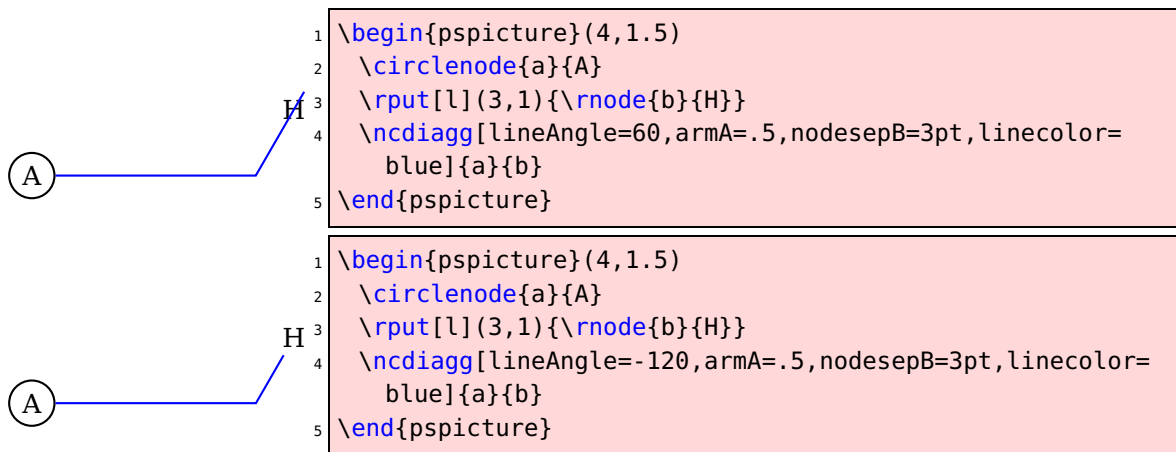 1 \begin{pspicture}(4,1.5)
2 \circlenode{a}{A}
H 3 \rput[l](3,1){\rnode{b}{H}}
4 \ncdiagg[lineAngle=60,armA=.5,nodesepB=3pt,linecolor=
blue]{a}{b}
A
5 \end{pspicture}
1 \begin{pspicture}(4,1.5)
2 \circlenode{a}{A}
H 3 \rput[l](3,1){\rnode{b}{H}}
4 \ncdiagg[lineAngle=-120,armA=.5,nodesepB=3pt,linecolor=
blue]{a}{b}
A
5 \end{pspicture}